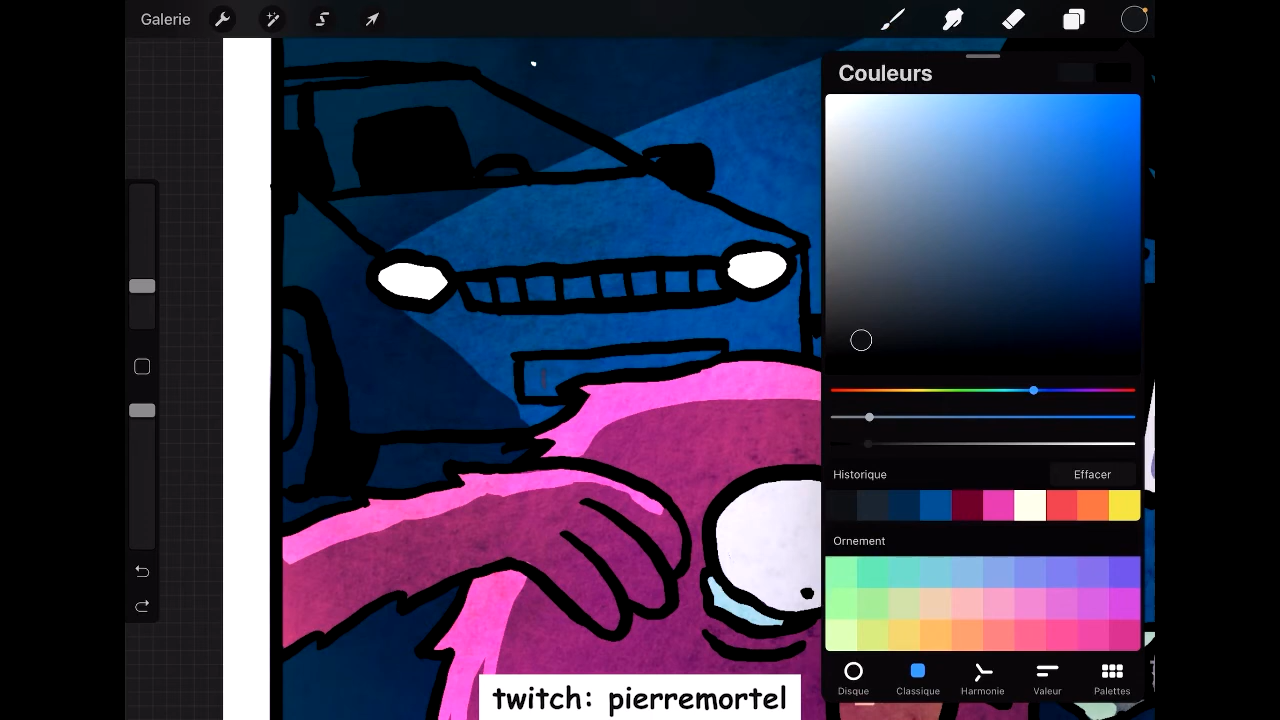 Galerie
Couleurs
Historique
Effacer
Ornement
Disque
Classique
Harmonie
Valeur
Palettes
twitch: pierremortel